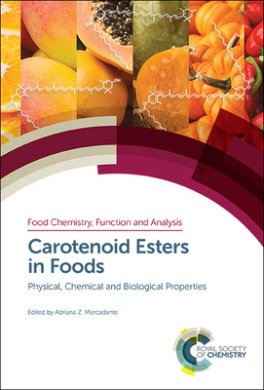 Food Chemistry, Function and Analysis
Carotenoid Esters
in Foods
Physical, Chemical and Biological Properties
Edited by Adriana Z. Mercadante
ROYAL SOCIETY
OF CHEMISTRY